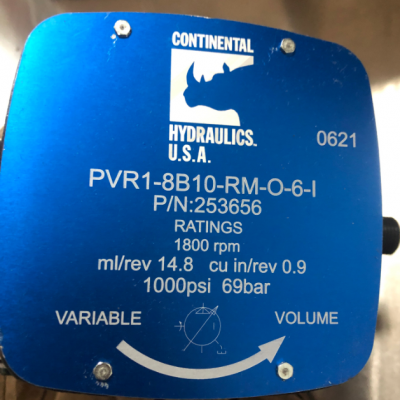 CONTINENTAL
HYDRAULICS.
U.S.A.
0621
PVR1-8B10-RM-O-6-I
P/N:253656
RATINGS
1800 rpm
ml/rev 14.8 cu in/rev 0.9
1000psi 69bar
VARIABLE VOLUME